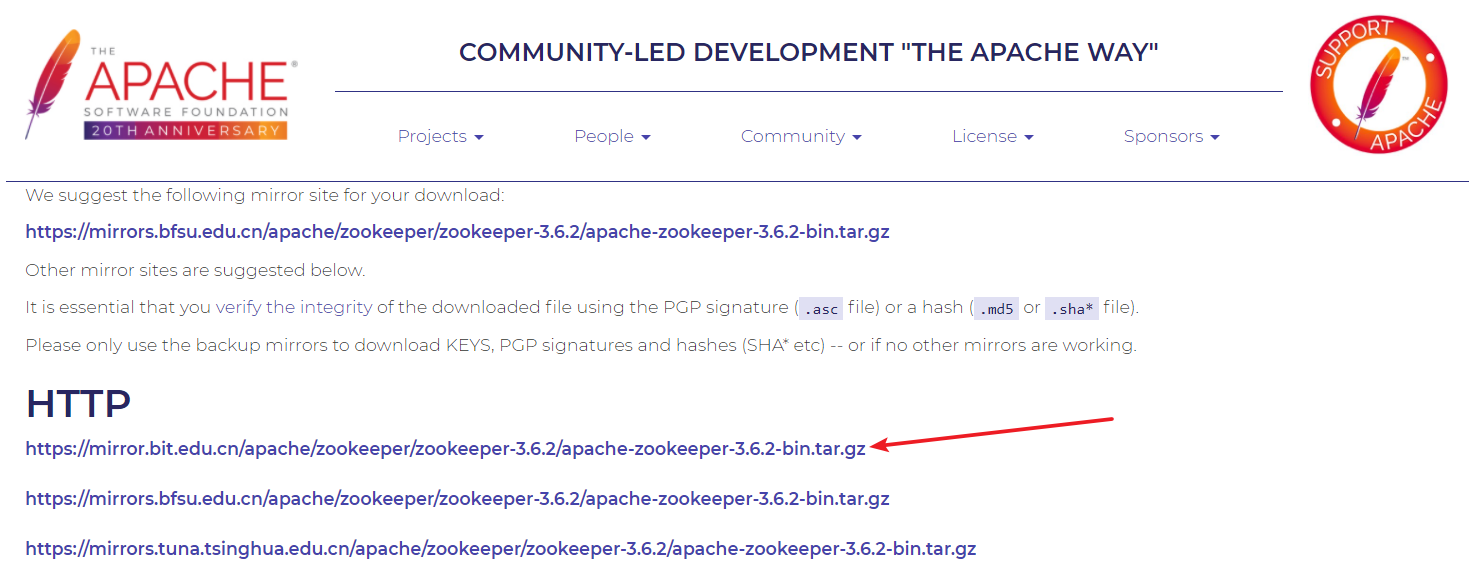 THE
APACHE®
SOFTWARE FOUNDATION
20TH ANNIVERSARY
COMMUNITY-LED DEVELOPMENT "THE APACHE WAY"
SUPPORT
APACHE
™
Projects
People
Community
License
Sponsors
We suggest the following mirror site for your download:
https://mirrors.bfsu.edu.cn/apache/zookeeper/zookeeper-3.6.2/apache-zookeeper-3.6.2-bin.tar.gz
Other mirror sites are suggested below.
It is essential that you verify the integrity of the downloaded file using the PGP signature ( .asc file) or a hash ( .md5 or .sha* file).
Please only use the backup mirrors to download KEYS, PGP signatures and hashes (SHA* etc) -- or if no other mirrors are working.
HTTP
https://mirror.bit.edu.cn/apache/zookeeper/zookeeper-3.6.2/apache-zookeeper-3.6.2-bin.tar.gz
https://mirrors.bfsu.edu.cn/apache/zookeeper/zookeeper-3.6.2/apache-zookeeper-3.6.2-bin.tar.gz
https://mirrors.tuna.tsinghua.edu.cn/apache/zookeeper/zookeeper-3.6.2/apache-zookeeper-3.6.2-bin.tar.gz